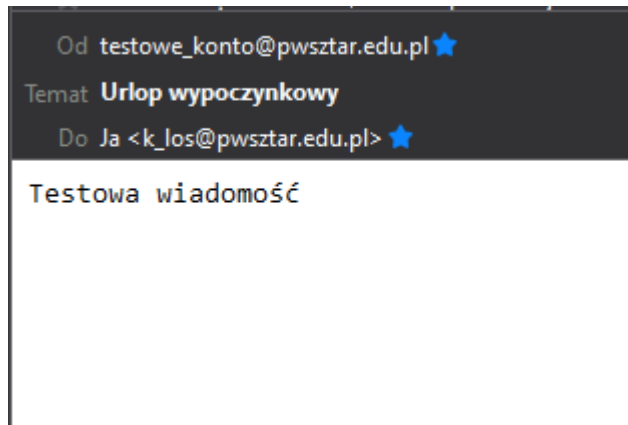 Od testowe_konto@pwsztar.edu.pl
Temat Urlop wypoczynkowy
Do Ja <k_los@pwsztar.edu.pl>
Testowa wiadomość